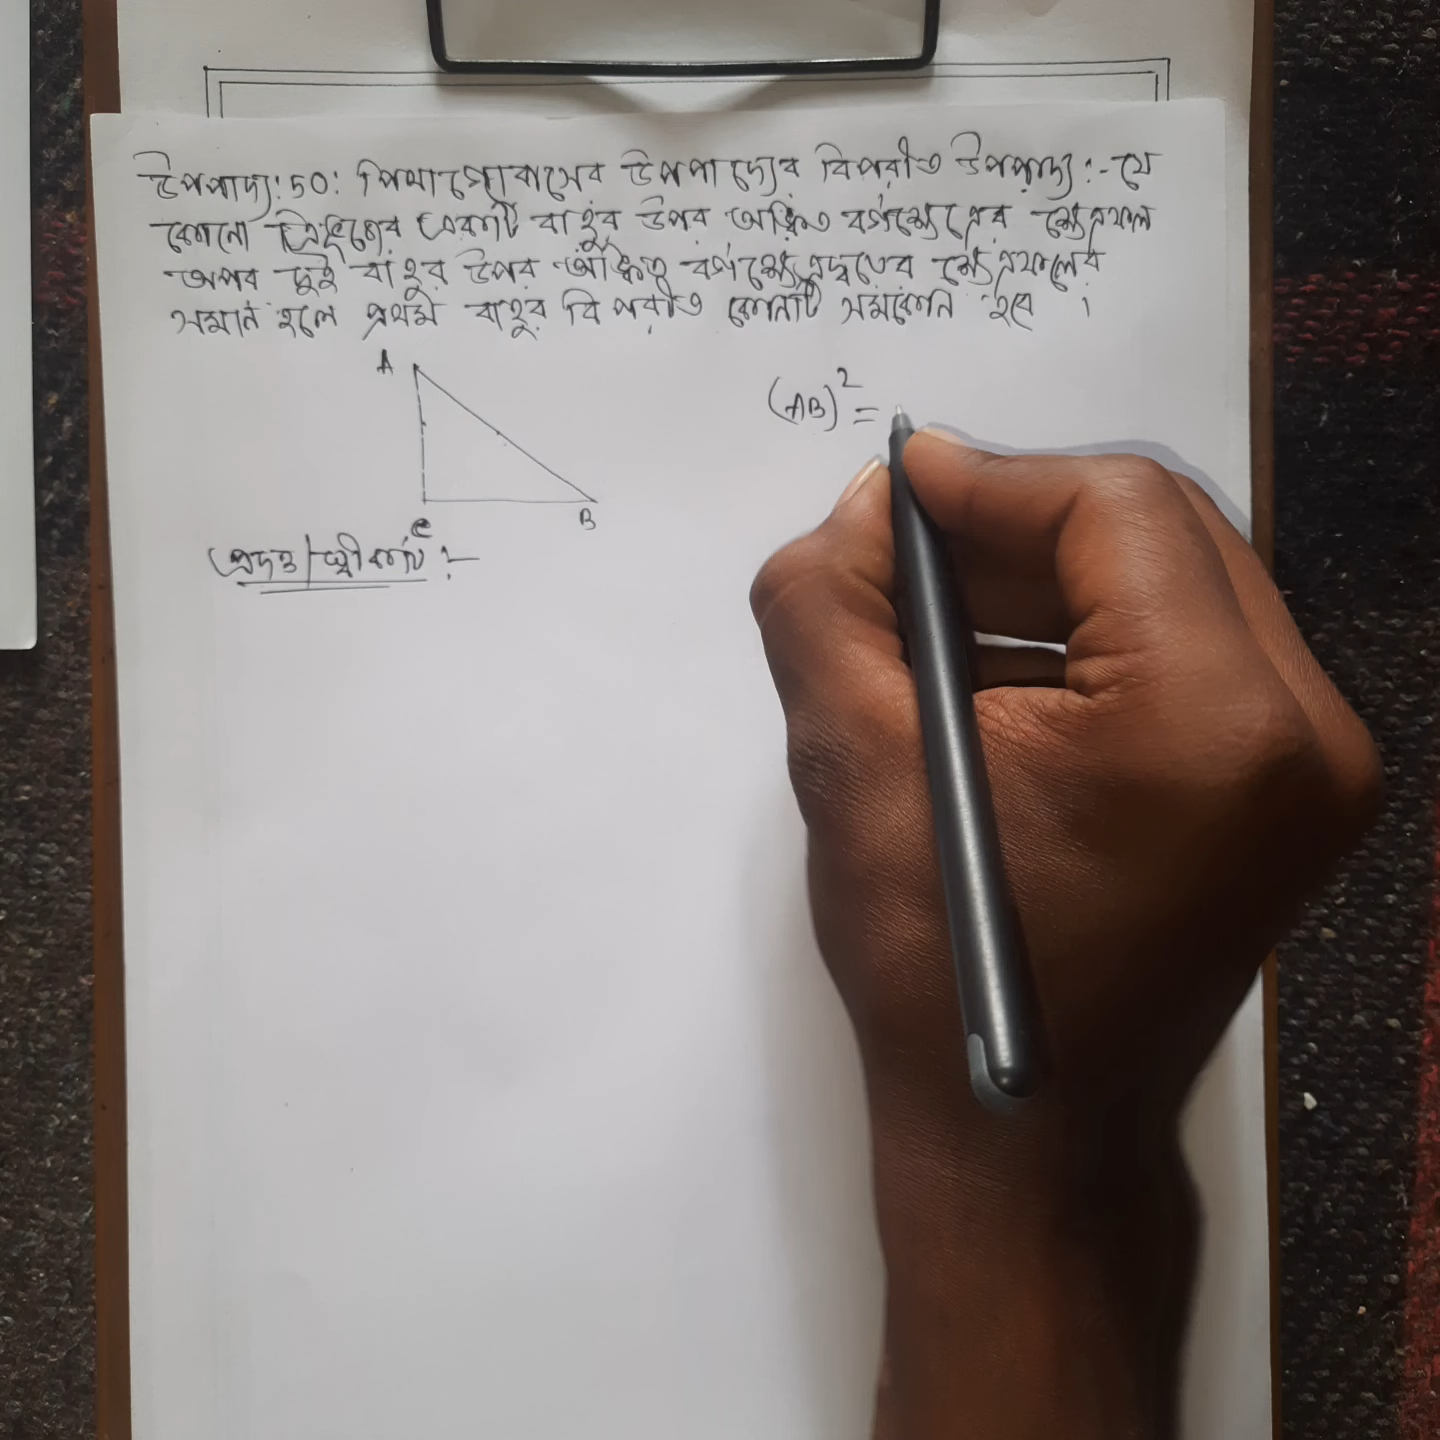 উপপাদ্য: 50: পিথাগোরাসের উপপাদ্যের বিপরীত উপপাদ্য:- যে
কোনো ত্রিভুজের একটি বাহুর উপর অঙ্কিত বর্গক্ষেত্রের ক্ষেত্রফল
অপর দুই বাহুর উপর অঙ্কিত বর্গক্ষেত্রদ্বয়ের ক্ষেত্রফলের
সমান হলে প্রথম বাহুর বিপরীত কোনটি সমকোন হবে ।
A
(AB)² =
C B
প্রদত্ত/স্বীকার্য :-